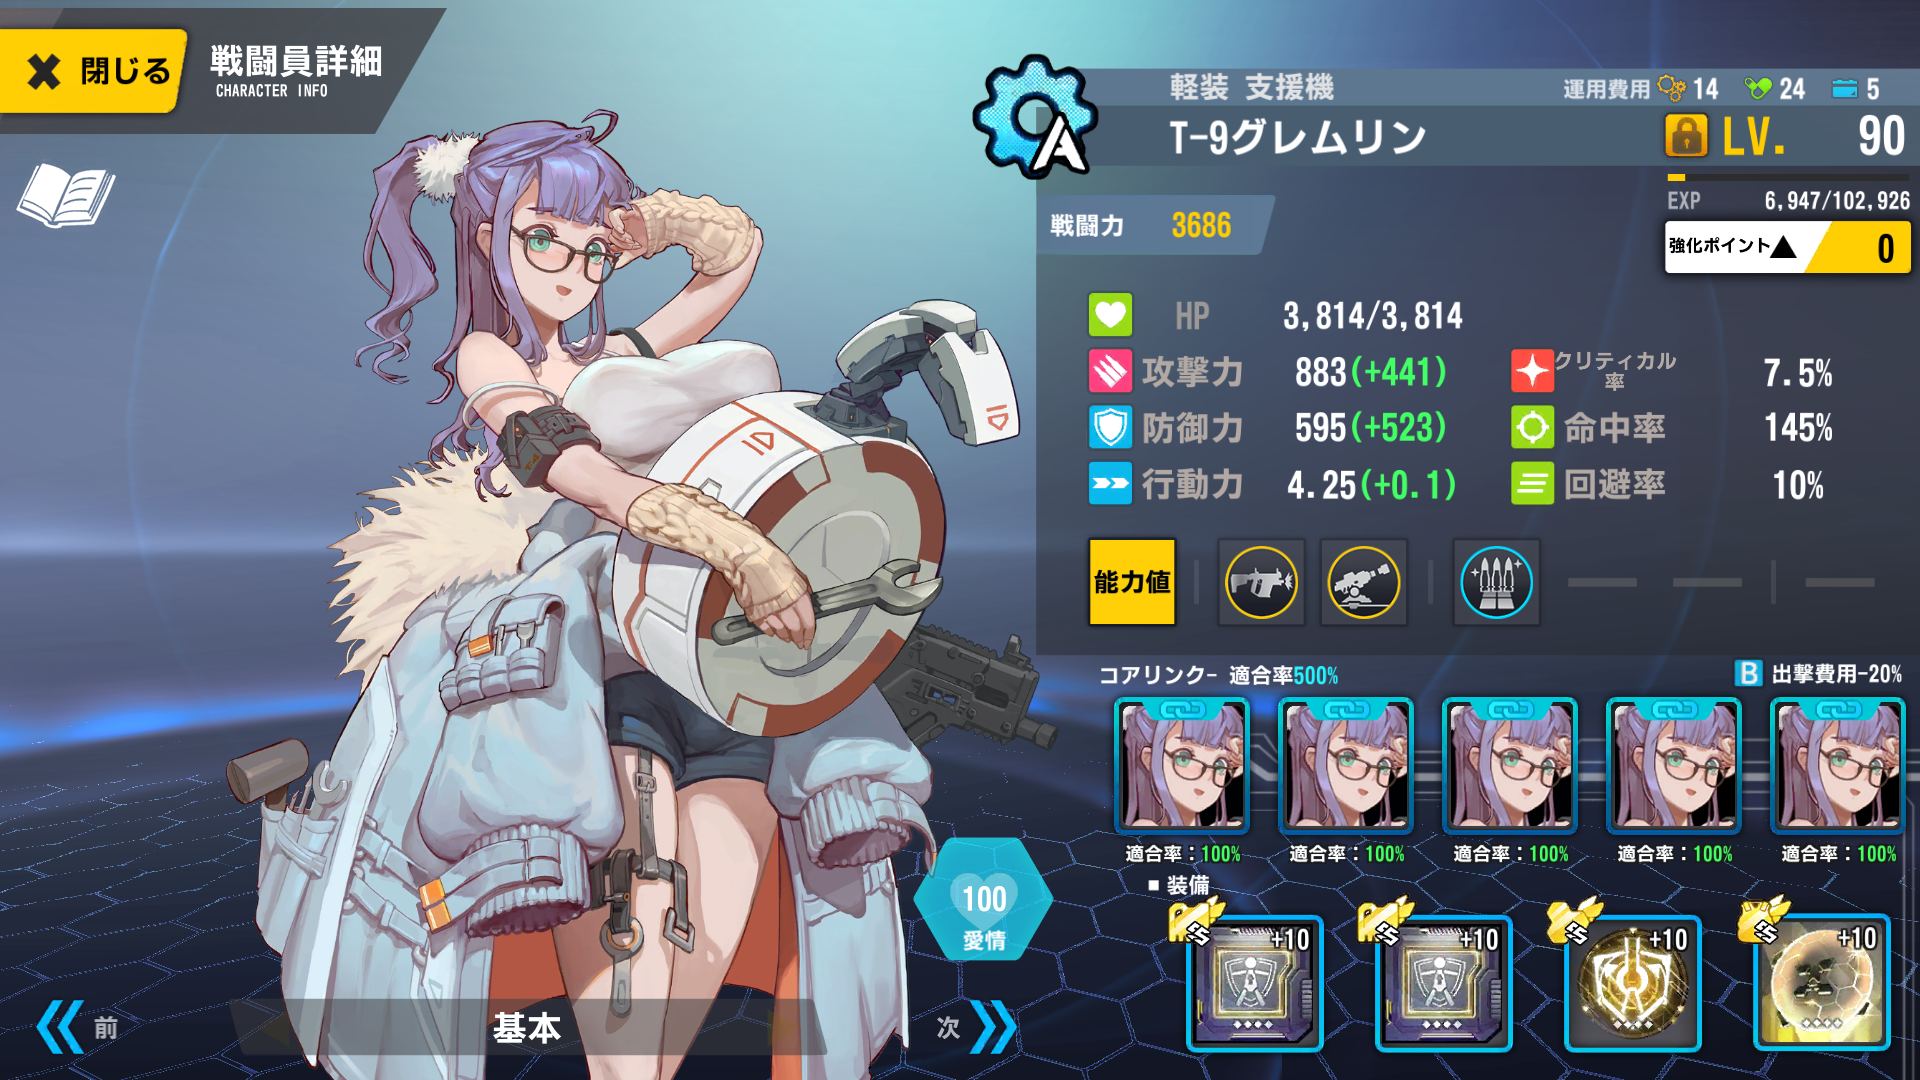 閉じる
戦闘員詳細
CHARACTER INFO
A
軽装 支援機
運用費用 14 24 5
T-9グレムリン
LV. 90
EXP 6,947/102,926
戦闘力 3686
強化ポイント▲ 0
HP 3,814/3,814
攻撃力 883(+441)
クリティカル率 7.5%
防御力 595(+523)
命中率 145%
行動力 4.25(+0.1)
回避率 10%
能力値
コアリンク- 適合率500%
B 出撃費用-20%
適合率：100%
適合率：100%
適合率：100%
適合率：100%
適合率：100%
■ 装備
SS +10
SS +10
SS +10
SS +10
100
愛情
前
基本
次